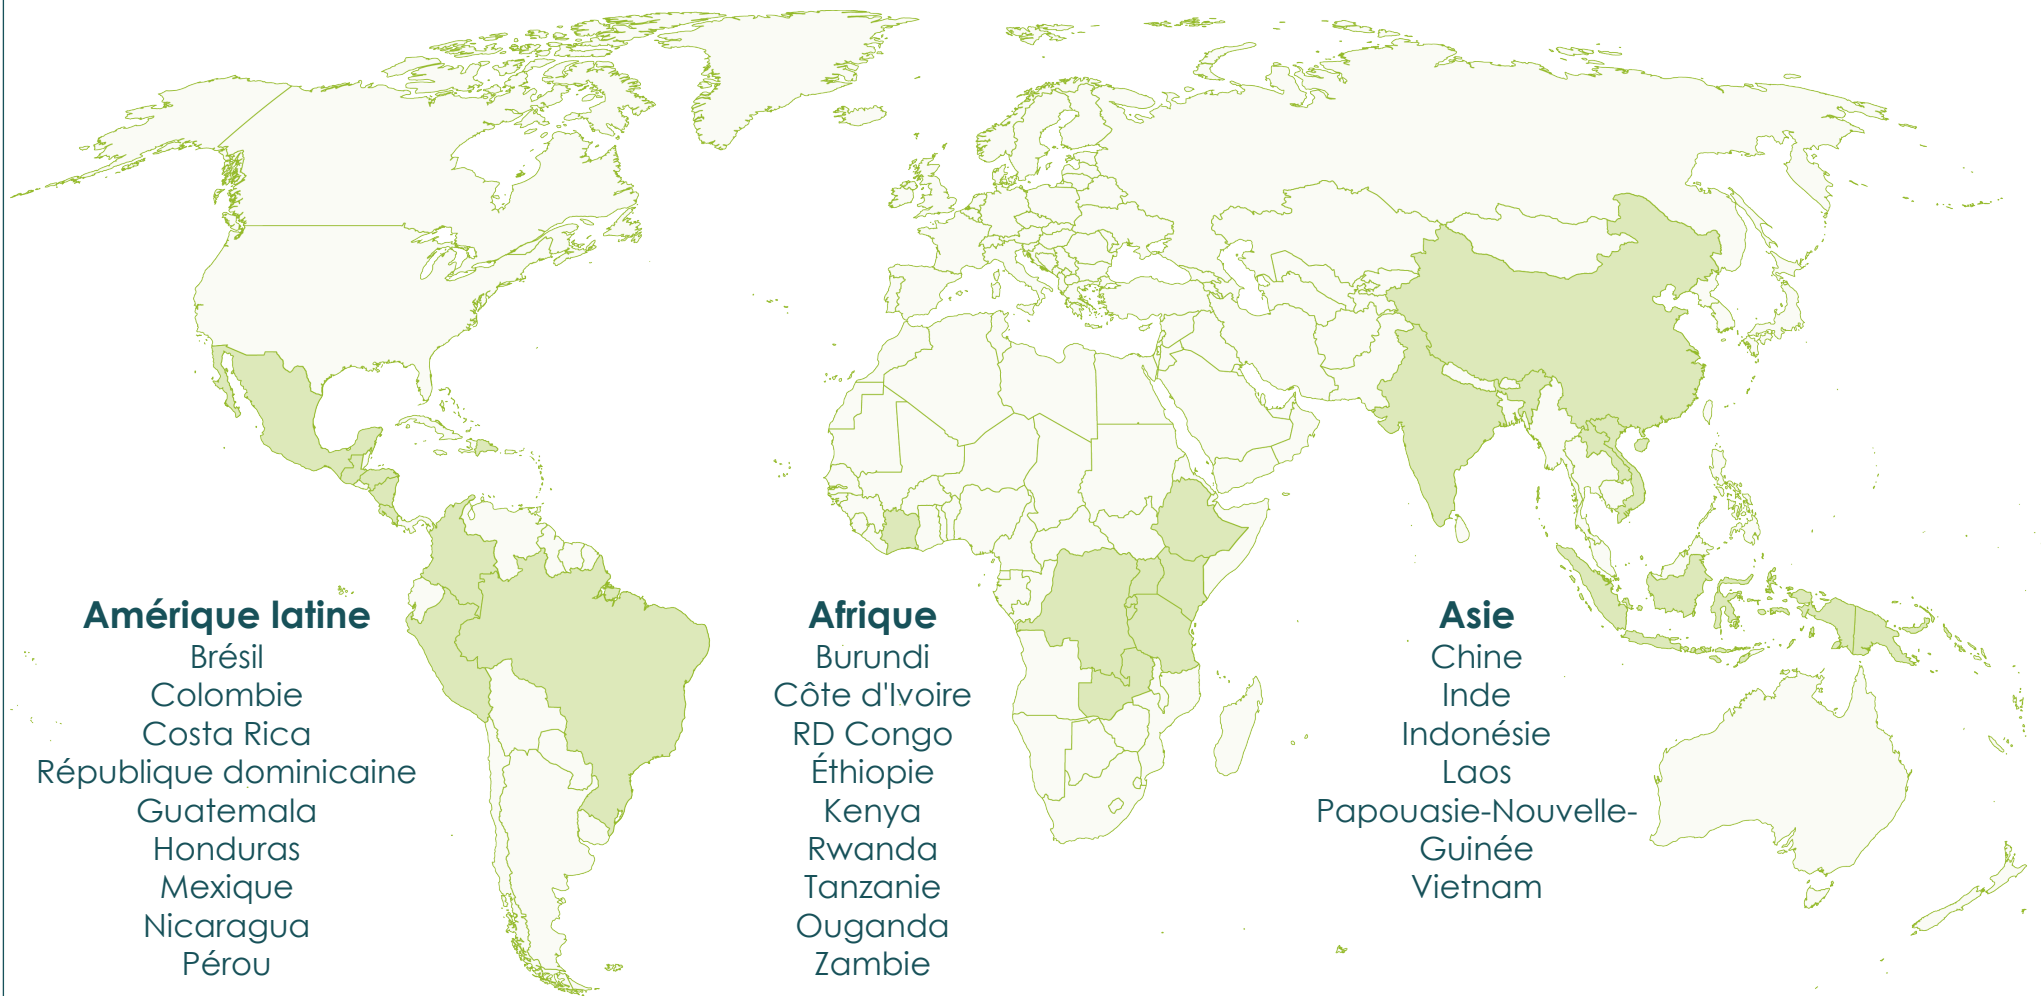 Amérique latine
Brésil
Colombie
Costa Rica
République dominicaine
Guatemala
Honduras
Mexique
Nicaragua
Pérou
Afrique
Burundi
Côte d'Ivoire
RD Congo
Éthiopie
Kenya
Rwanda
Tanzanie
Ouganda
Zambie
Asie
Chine
Inde
Indonésie
Laos
Papouasie-Nouvelle-
Guinée
Vietnam